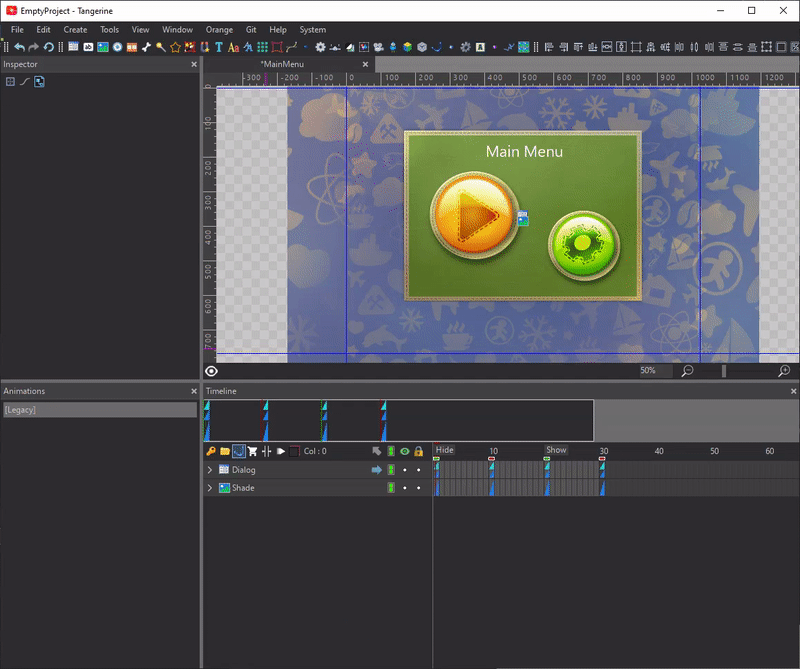 EmptyProject - Tangerine
File Edit Create Tools View Window Orange Git Help System
Inspector
*MainMenu
-300 -200 -100 0 100 200 300 400 500 600 700 800 900 1000 1100 1200
0
100
200
300
400
500
600
700
Main Menu
50%
Animations
[Legacy]
Timeline
Col : 0
Hide 10 Show 30 40 50 60
Dialog
Shade